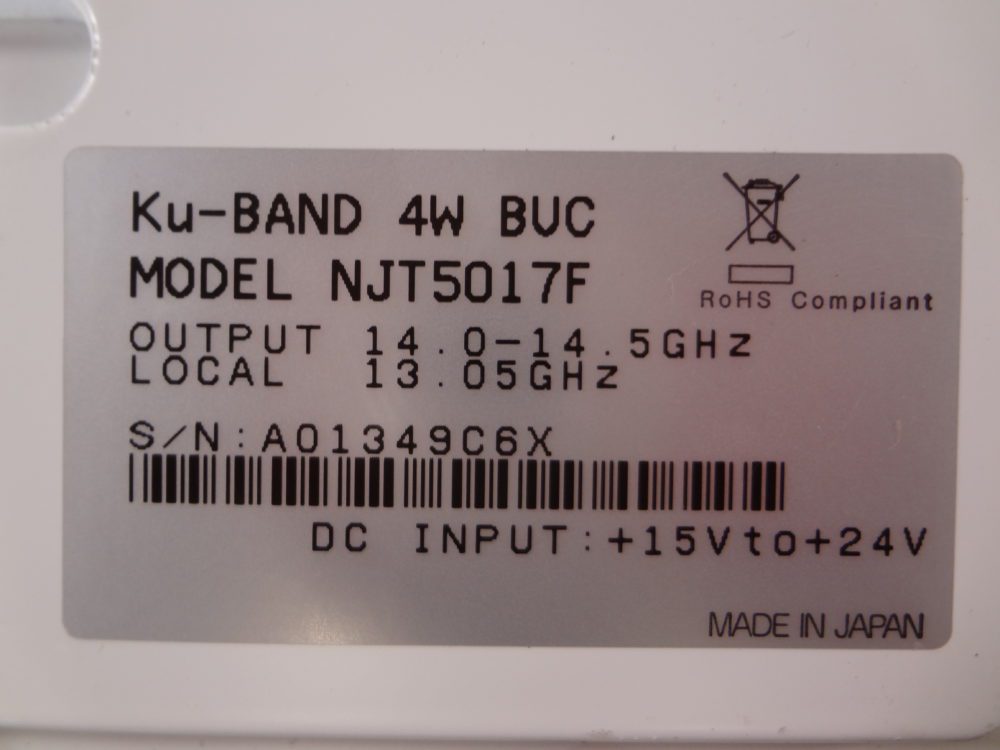 Ku-BAND 4W BUC
MODEL NJT5017F
RoHS Compliant
OUTPUT 14.0-14.5GHz
LOCAL 13.05GHz
S/N:A01349C6X
DC INPUT:+15Vto+24V
MADE IN JAPAN